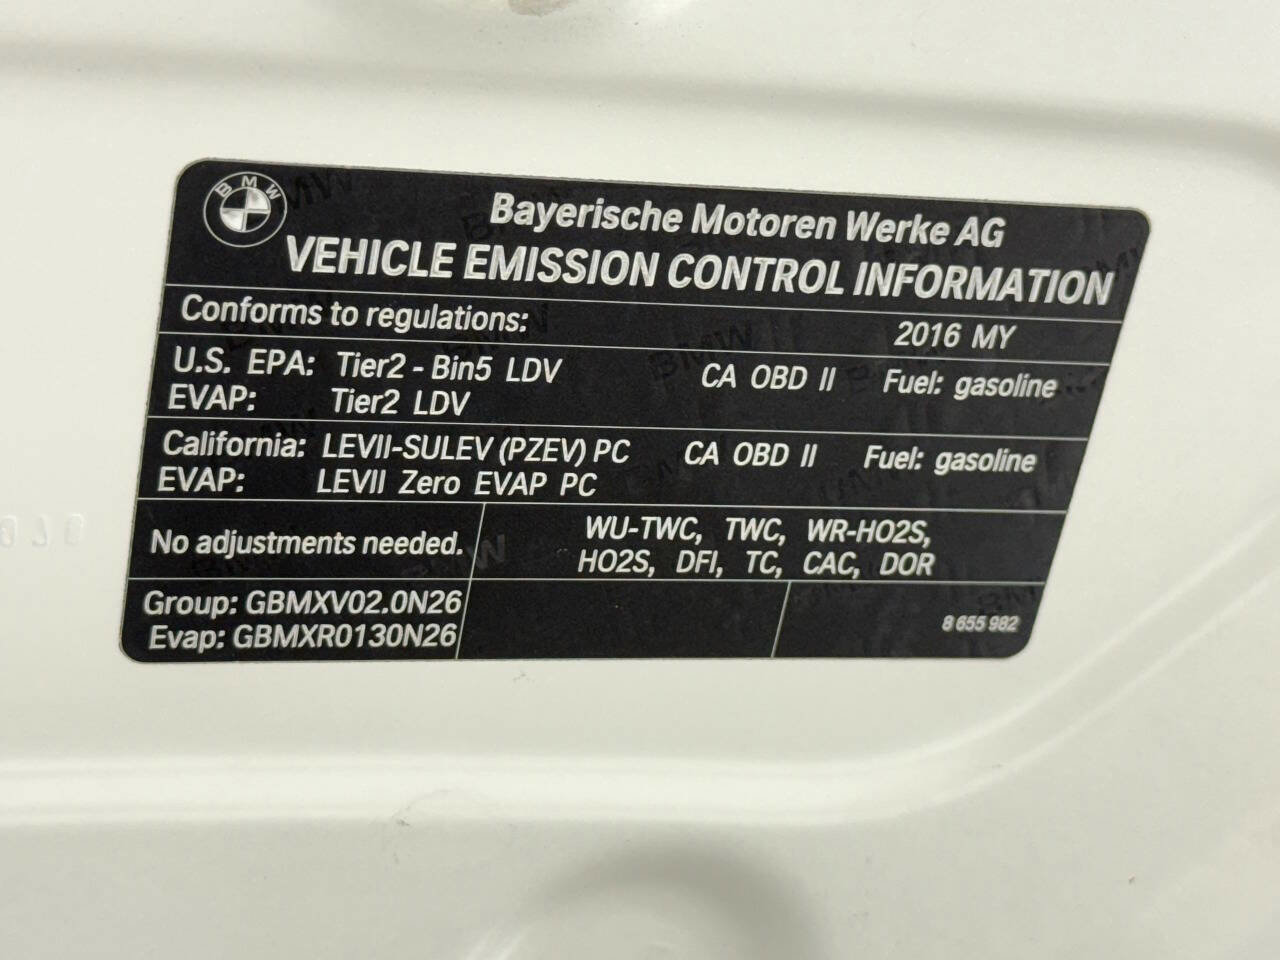 BMW
Bayerische Motoren Werke AG
VEHICLE EMISSION CONTROL INFORMATION
Conforms to regulations: 2016 MY
U.S. EPA: Tier2 - Bin5 LDV CA OBD II Fuel: gasoline
EVAP: Tier2 LDV
California: LEVII-SULEV (PZEV) PC CA OBD II Fuel: gasoline
EVAP: LEVII Zero EVAP PC
No adjustments needed.
WU-TWC, TWC, WR-HO2S,
HO2S, DFI, TC, CAC, DOR
Group: GBMXV02.0N26
Evap: GBMXR0130N26
8 655 982